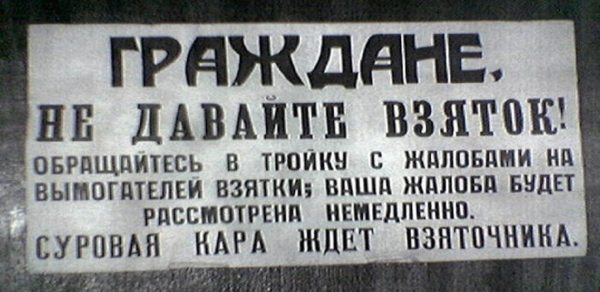 ГРАЖДАНЕ,
НЕ ДАВАЙТЕ ВЗЯТОК!
ОБРАЩАЙТЕСЬ В ТРОЙКУ С ЖАЛОБАМИ НА
ВЫМОГАТЕЛЕЙ ВЗЯТКИ; ВАША ЖАЛОБА БУДЕТ
РАССМОТРЕНА НЕМЕДЛЕННО.
СУРОВАЯ КАРА ЖДЕТ ВЗЯТОЧНИКА.